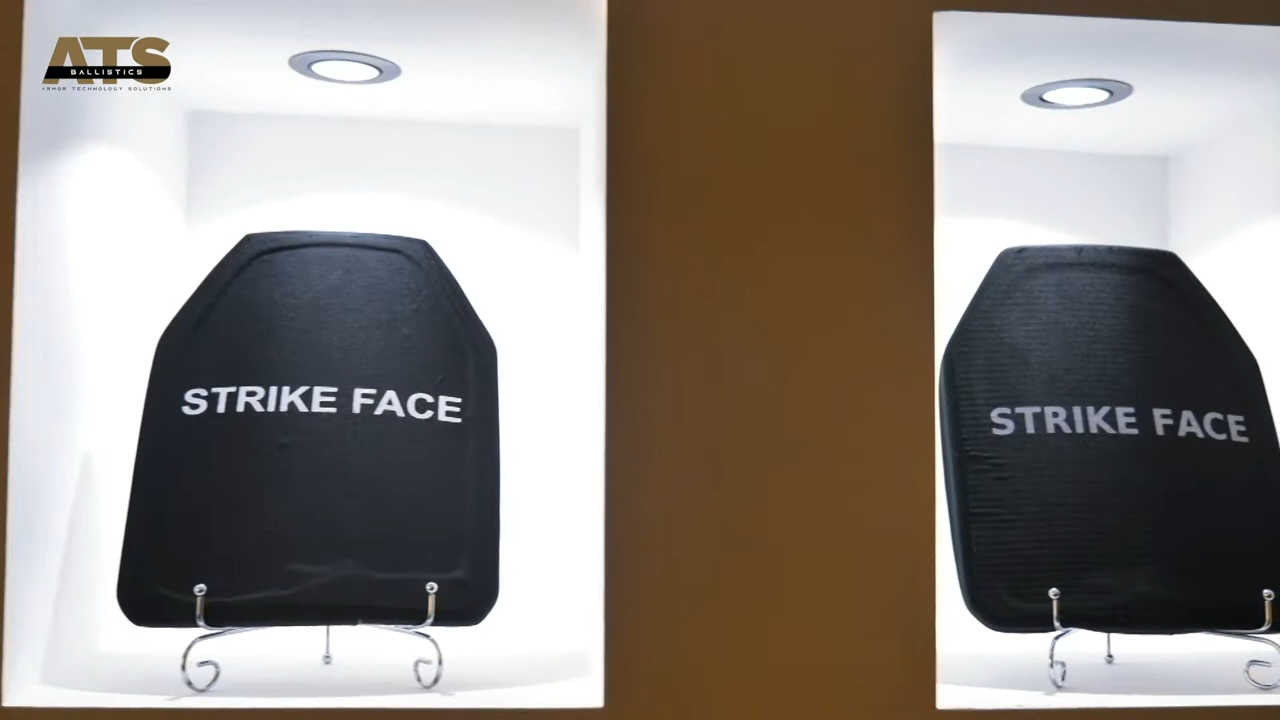 ATS
BALLISTICS
ARMOR TECHNOLOGY SOLUTIONS
STRIKE FACE
STRIKE FACE